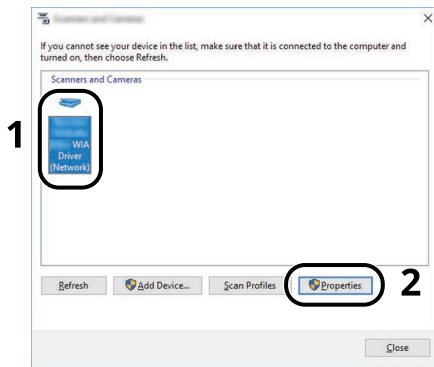 If you cannot see your device in the list, make sure that it is connected to the computer and
turned on, then choose Refresh.
Scanners and Cameras
1
WIA
Driver
(Network)
Refresh
Add Device...
Scan Profiles
Properties
2
Close